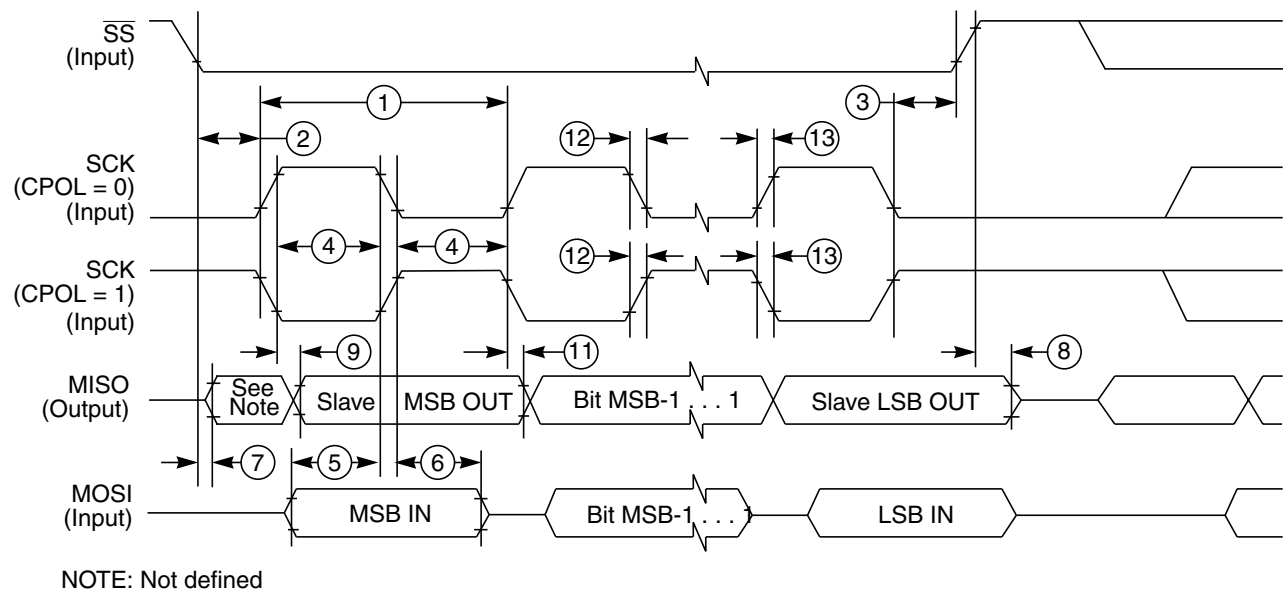 SS
(Input)
1
3
2
12
13
SCK
(CPOL = 0)
(Input)
4
4
12
13
SCK
(CPOL = 1)
(Input)
9
11
8
MISO
(Output)
See
Note
Slave
MSB OUT
Bit MSB-1 . . . 1
Slave LSB OUT
7
5
6
MOSI
(Input)
MSB IN
Bit MSB-1 . . . 1
LSB IN
NOTE: Not defined